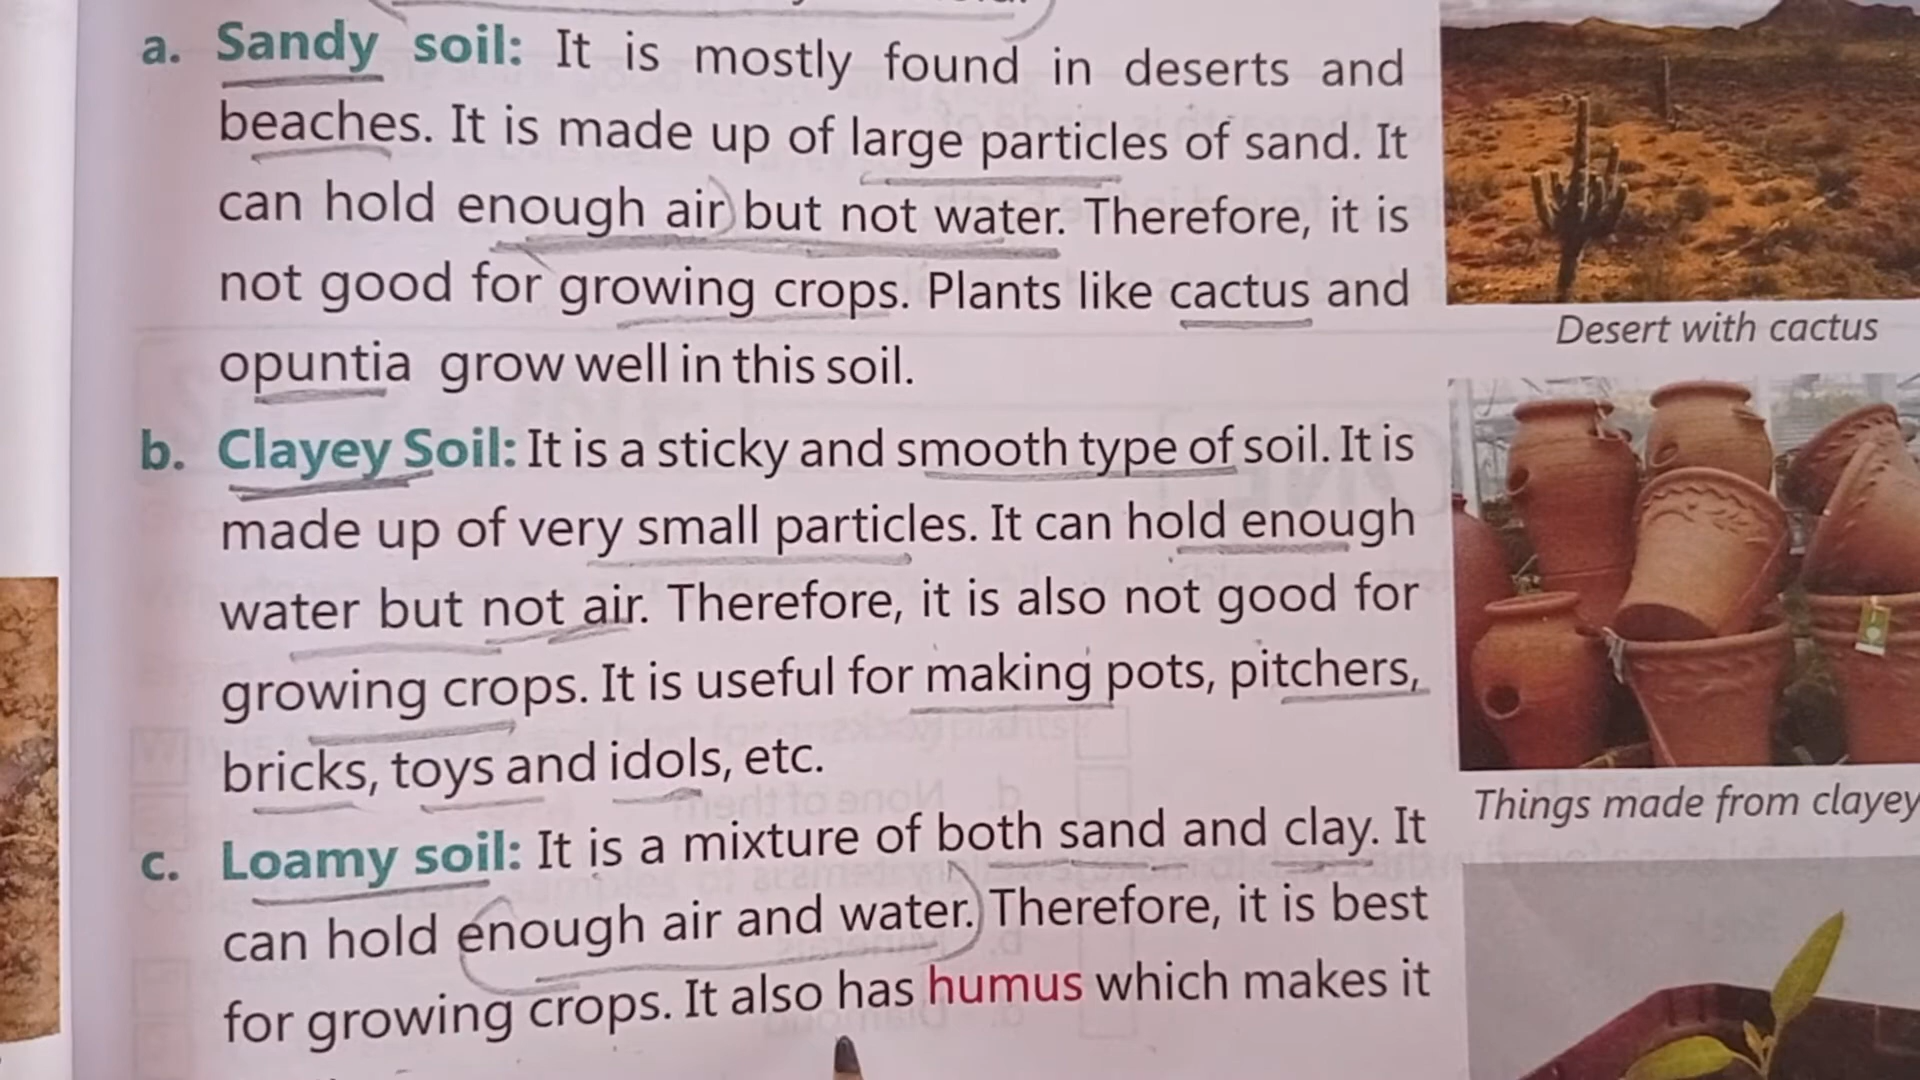 a. Sandy soil: It is mostly found in deserts and
beaches. It is made up of large particles of sand. It
can hold enough air but not water. Therefore, it is
not good for growing crops. Plants like cactus and
opuntia grow well in this soil.
Desert with cactus
b. Clayey Soil: It is a sticky and smooth type of soil. It is
made up of very small particles. It can hold enough
water but not air. Therefore, it is also not good for
growing crops. It is useful for making pots, pitchers,
bricks, toys and idols, etc.
Things made from clayey
c. Loamy soil: It is a mixture of both sand and clay. It
can hold enough air and water. Therefore, it is best
for growing crops. It also has humus which makes it